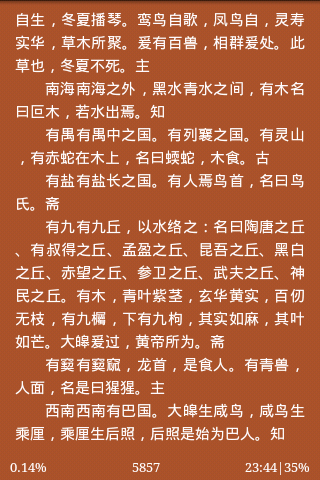 自生，冬夏播琴。鸾鸟自歌，凤鸟自，灵寿
实华，草木所聚。爰有百兽，相群爰处。此
草也，冬夏不死。主
南海南海之外，黑水青水之间，有木名
曰叵木，若水出焉。知
有禺有禺中之国。有列襄之国。有灵山
，有赤蛇在木上，名曰蝡蛇，木食。古
有盐有盐长之国。有人焉鸟首，名曰鸟
氏。斋
有九有九丘，以水络之：名曰陶唐之丘
、有叔得之丘、孟盈之丘、昆吾之丘、黑白
之丘、赤望之丘、参卫之丘、武夫之丘、神
民之丘。有木，青叶紫茎，玄华黄实，百仞
无枝，有九欘，下有九枸，其实如麻，其叶
如芒。大皞爰过，黄帝所为。斋
有窫有窫窳，龙首，是食人。有青兽，
人面，名是曰猩猩。主
西南西南有巴国。大皞生咸鸟，咸鸟生
乘厘，乘厘生后照，后照是始为巴人。知
0.14% 5857 23:44|35%